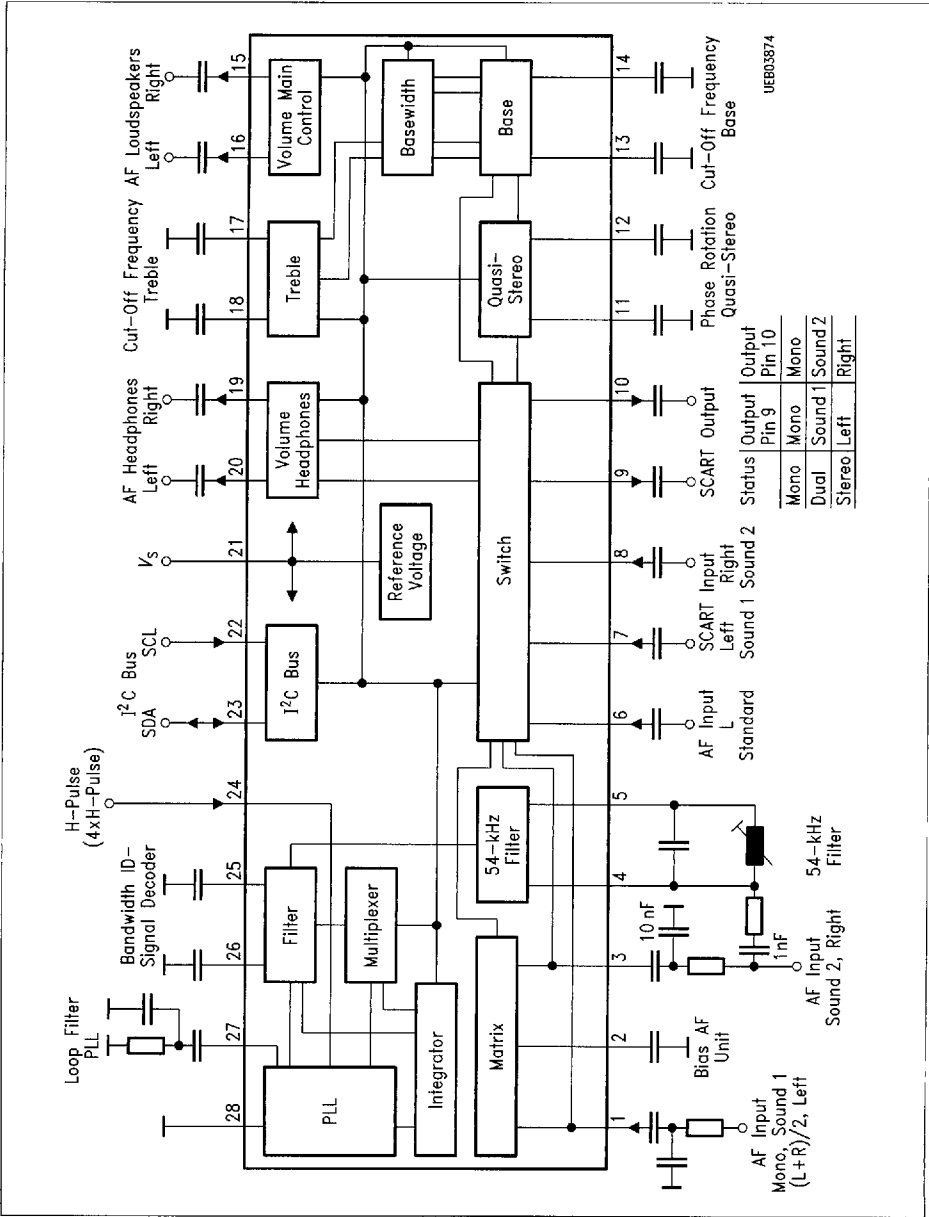 Loop Filter
PLL
Bandwidth ID-
Signal Decoder
H-Pulse
(4xH-Pulse)
I²C Bus
SDA
SCL
VS
AF Headphones
Left
Right
Cut-Off Frequency
Treble
AF Loudspeakers
Left
Right
28
27
26
25
24
23
22
21
20
19
18
17
16
15
PLL
Filter
Multiplexer
Integrator
I²C Bus
Reference
Voltage
Volume
Headphones
Treble
Volume Main
Control
Basewidth
Matrix
54-kHz
Filter
Switch
Quasi-
Stereo
Base
1
2
3
4
5
6
7
8
9
10
11
12
13
14
AF Input
Mono, Sound 1
(L+R)/2, Left
Bias AF
Unit
10 nF
1nF
AF Input
Sound 2, Right
54-kHz
Filter
AF Input
L
Standard
SCART Input
Left Right
Sound 1 Sound 2
SCART Output
Phase Rotation
Quasi-Stereo
Cut-Off Frequency
Base
Status Output Output
Pin 9 Pin 10
Mono Mono Mono
Dual Sound 1 Sound 2
Stereo Left Right
UEB03874